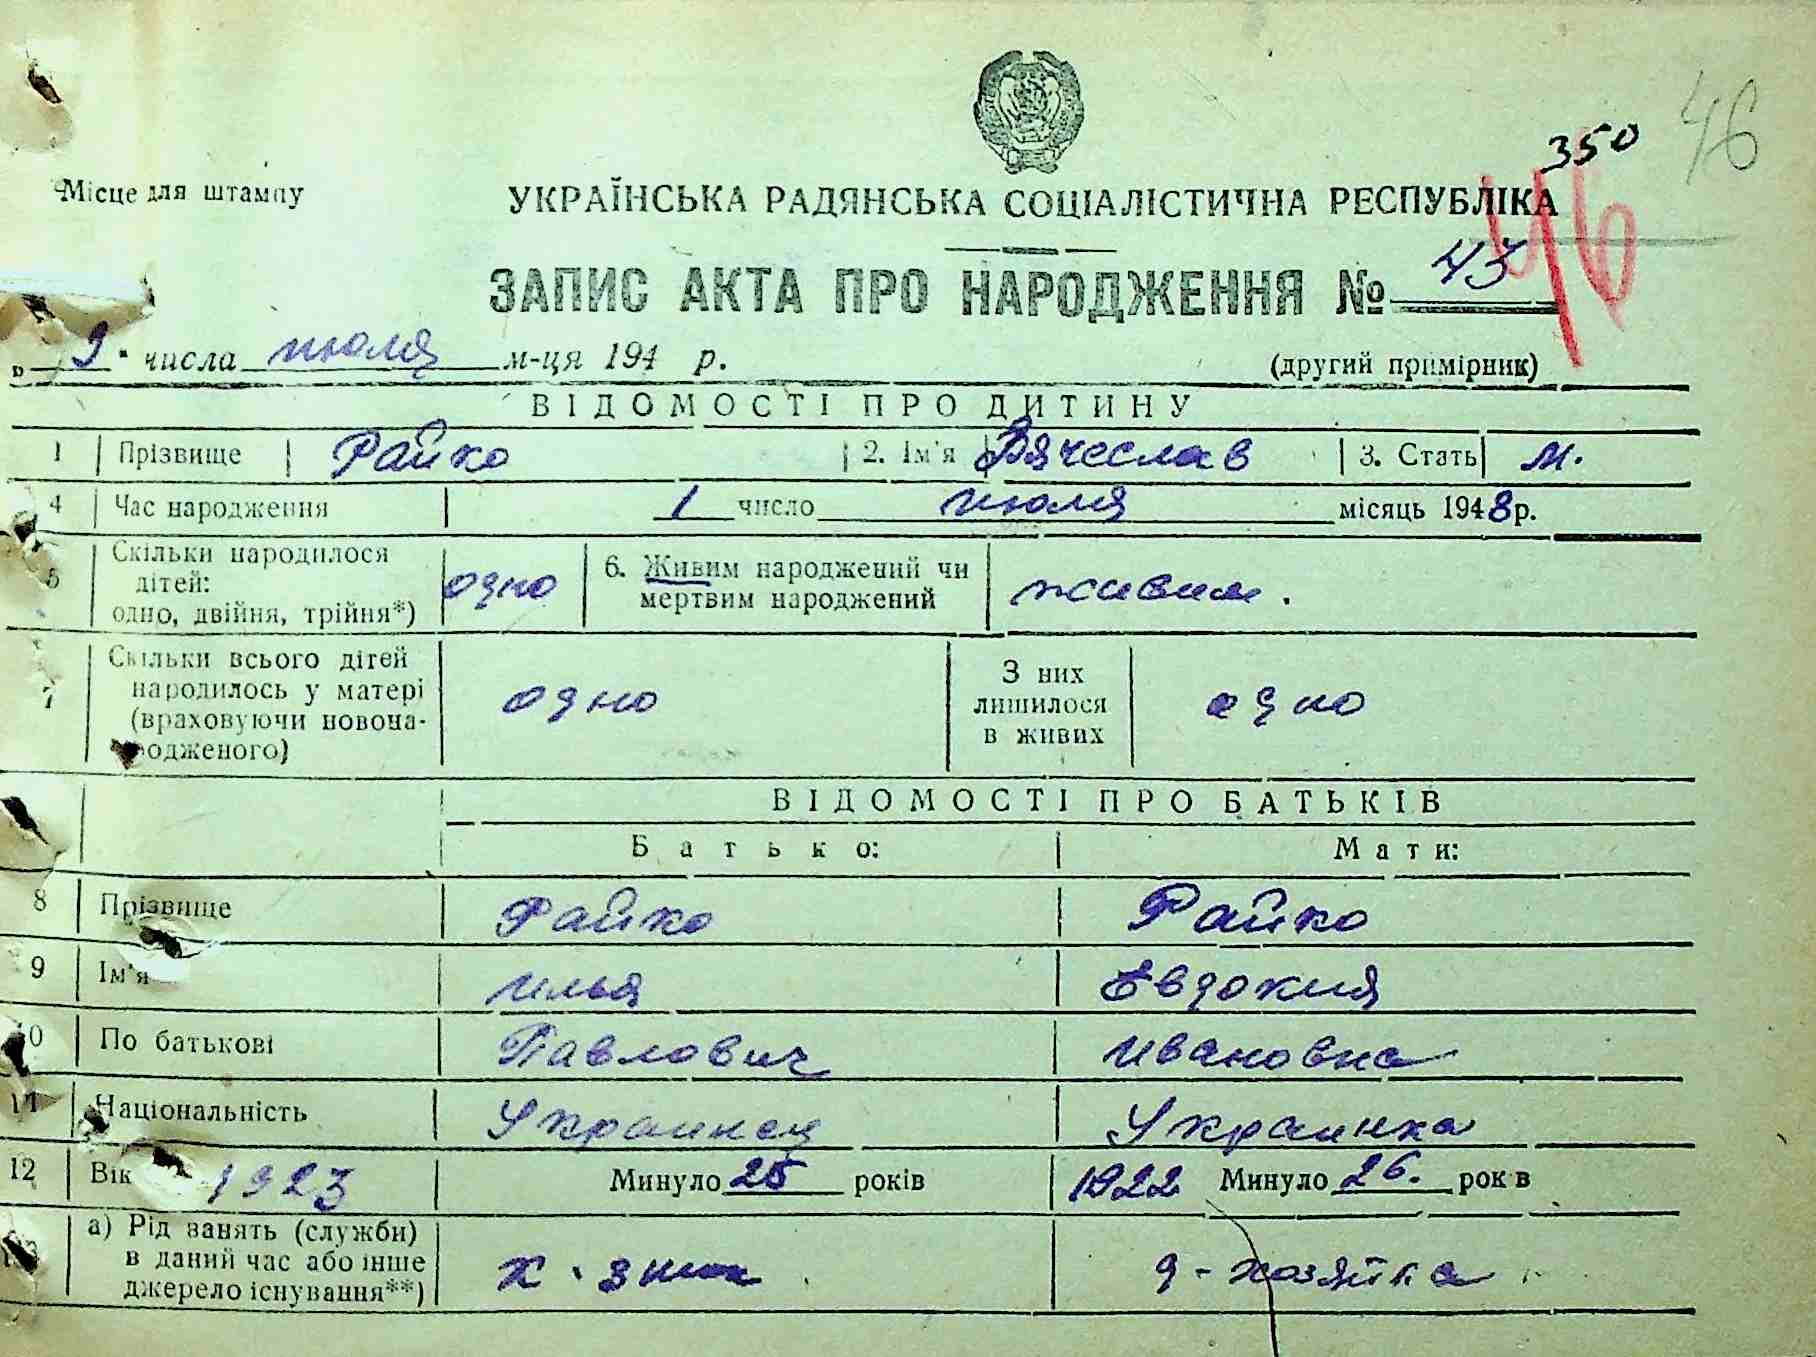 46
350
Місце для штампу
УКРАЇНСЬКА РАДЯНСЬКА СОЦІАЛІСТИЧНА РЕСПУБЛІКА
46
ЗАПИС АКТА ПРО НАРОДЖЕННЯ № 43
„ 9 " числа июля м-ця 194 р. (другий примірник)
ВІДОМОСТІ ПРО ДИТИНУ
1 Прізвище Райко 2. Ім'я Вячеслав 3. Стать м.
4 Час народження 1 число июля місяць 1948 р.
5 Скільки народилося дітей: одно, двійня, трійня*) одно 6. Живим народжений чи мертвим народжений живим.
7 Скільки всього дітей народилось у матері (враховуючи новонародженого) одно З них лишилося в живих одно
ВІДОМОСТІ ПРО БАТЬКІВ
Батько: Мати:
8 Прізвище Райко Райко
9 Ім'я Илья Евдокия
10 По батькові Павлович Ивановна
11 Національність Украинец Украинка
12 Вік 1923 Минуло 25 років 1922 Минуло 26. рок в
13 а) Рід занять (служби) в даний час або інше джерело існування**) д-хозяйка